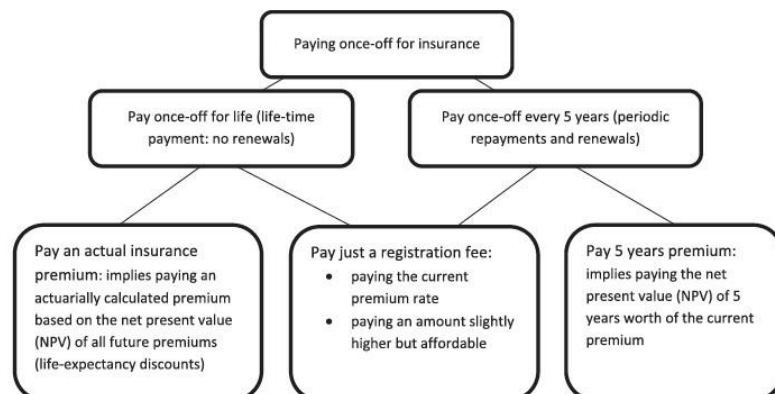 Paying once-off for insurance
Pay once-off for life (life-time
payment: no renewals)
Pay once-off every 5 years (periodic
repayments and renewals)
Pay an actual insurance
premium: implies paying an
actuarially calculated premium
based on the net present value
(NPV) of all future premiums
(life-expectancy discounts)
Pay just a registration fee:
• paying the current
premium rate
• paying an amount slightly
higher but affordable
Pay 5 years premium:
implies paying the net
present value (NPV) of 5
years worth of the current
premium